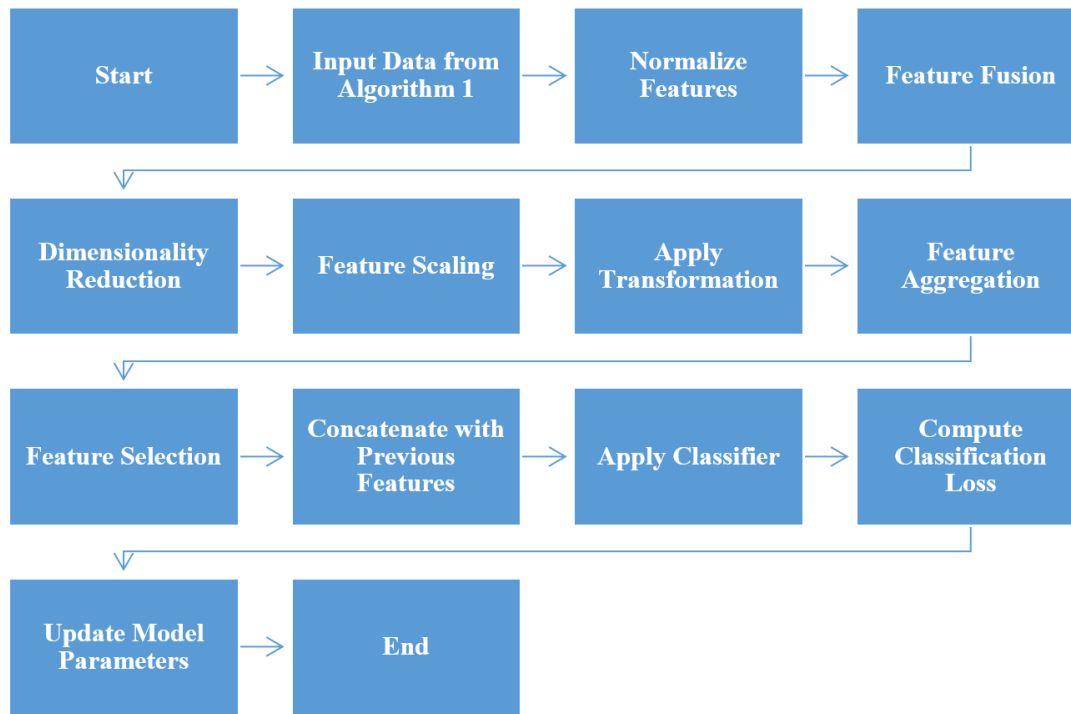 Start
Input Data from
Algorithm 1
Normalize
Features
Feature Fusion
Dimensionality
Reduction
Feature Scaling
Apply
Transformation
Feature
Aggregation
Feature Selection
Concatenate with
Previous
Features
Apply Classifier
Compute
Classification
Loss
Update Model
Parameters
End